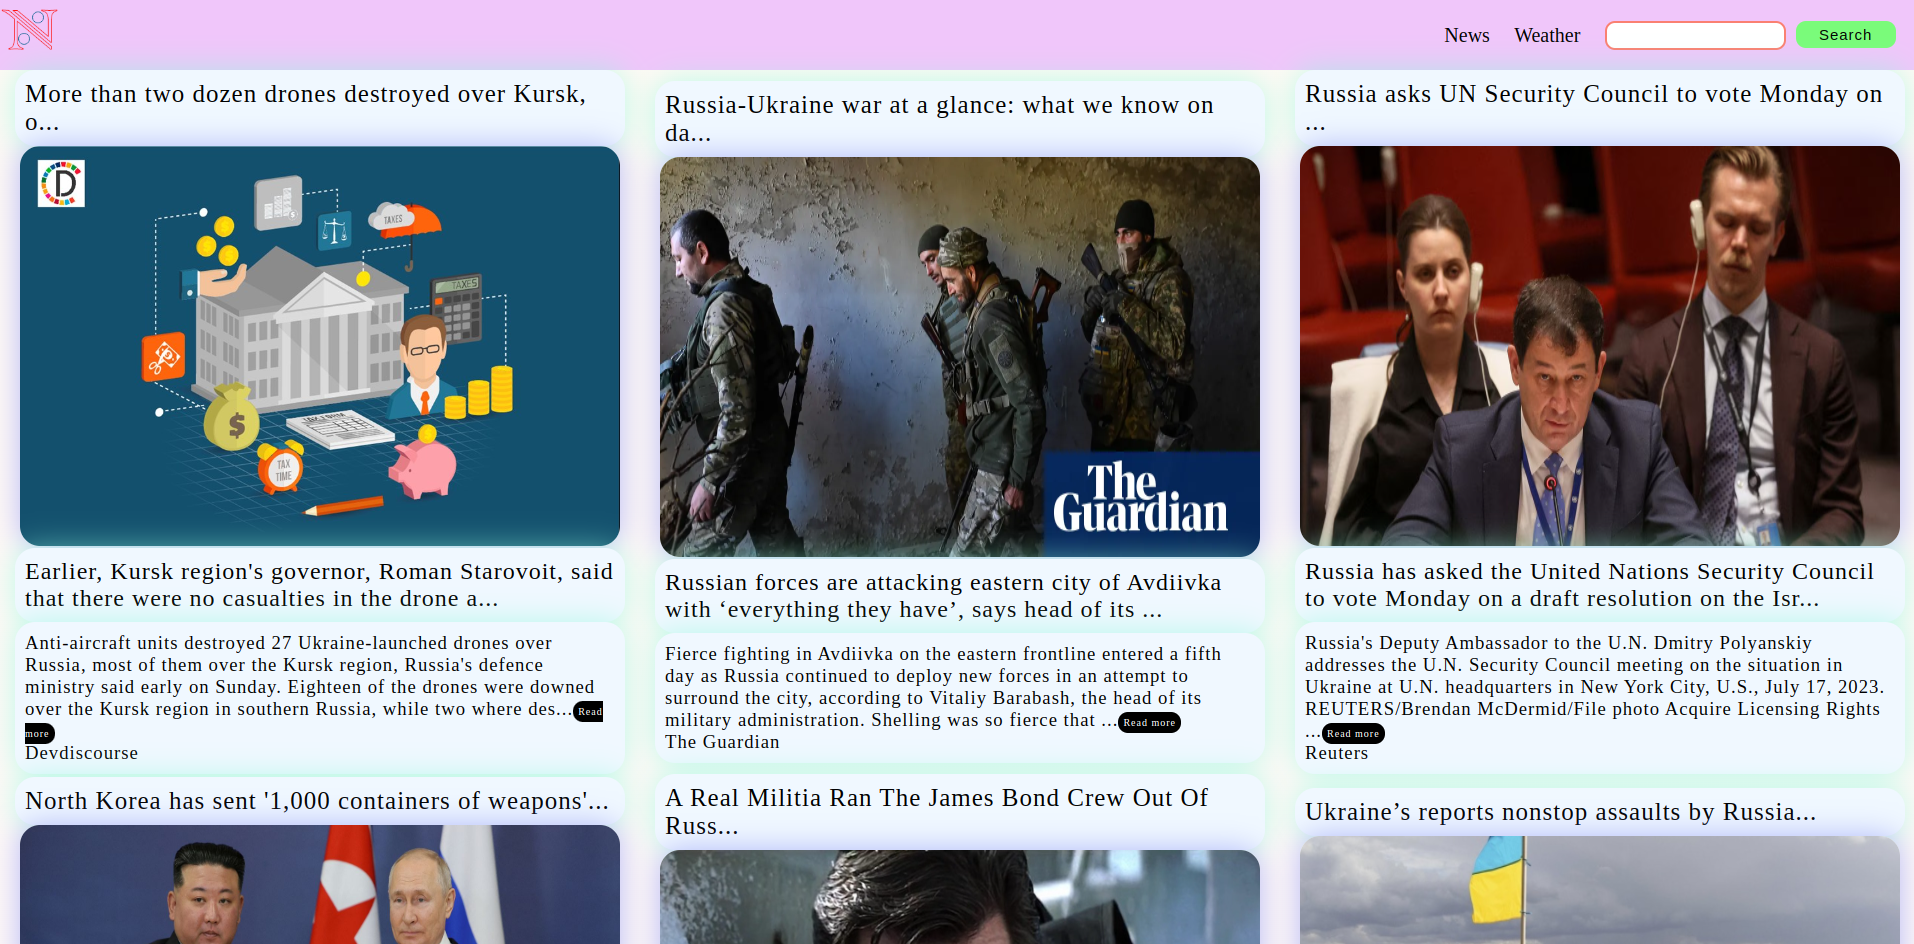 N
News
Weather
Search
More than two dozen drones destroyed over Kursk,
o...
D
TAXES
TAXES
TAX FORM
TAX
TIME
Earlier, Kursk region's governor, Roman Starovoit, said
that there were no casualties in the drone a...
Anti-aircraft units destroyed 27 Ukraine-launched drones over
Russia, most of them over the Kursk region, Russia's defence
ministry said early on Sunday. Eighteen of the drones were downed
over the Kursk region in southern Russia, while two where des...Read
more
Devdiscourse
North Korea has sent '1,000 containers of weapons'...
Russia-Ukraine war at a glance: what we know on
da...
The
Guardian
Russian forces are attacking eastern city of Avdiivka
with ‘everything they have’, says head of its ...
Fierce fighting in Avdiivka on the eastern frontline entered a fifth
day as Russia continued to deploy new forces in an attempt to
surround the city, according to Vitaliy Barabash, the head of its
military administration. Shelling was so fierce that ...Read more
The Guardian
A Real Militia Ran The James Bond Crew Out Of
Russ...
Russia asks UN Security Council to vote Monday on
...
Russia has asked the United Nations Security Council
to vote Monday on a draft resolution on the Isr...
Russia's Deputy Ambassador to the U.N. Dmitry Polyanskiy
addresses the U.N. Security Council meeting on the situation in
Ukraine at U.N. headquarters in New York City, U.S., July 17, 2023.
REUTERS/Brendan McDermid/File photo Acquire Licensing Rights
...Read more
Reuters
Ukraine’s reports nonstop assaults by Russia...